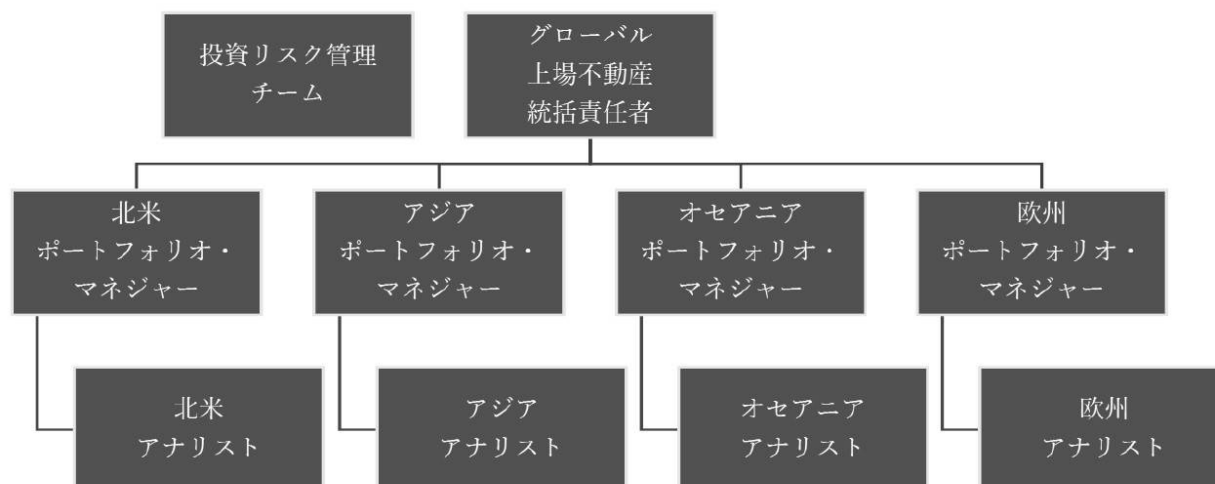 投資リスク管理
チーム
グローバル
上場不動産
統括責任者
北米
ポートフォリオ・
マネジャー
アジア
ポートフォリオ・
マネジャー
オセアニア
ポートフォリオ・
マネジャー
欧州
ポートフォリオ・
マネジャー
北米
アナリスト
アジア
アナリスト
オセアニア
アナリスト
欧州
アナリスト